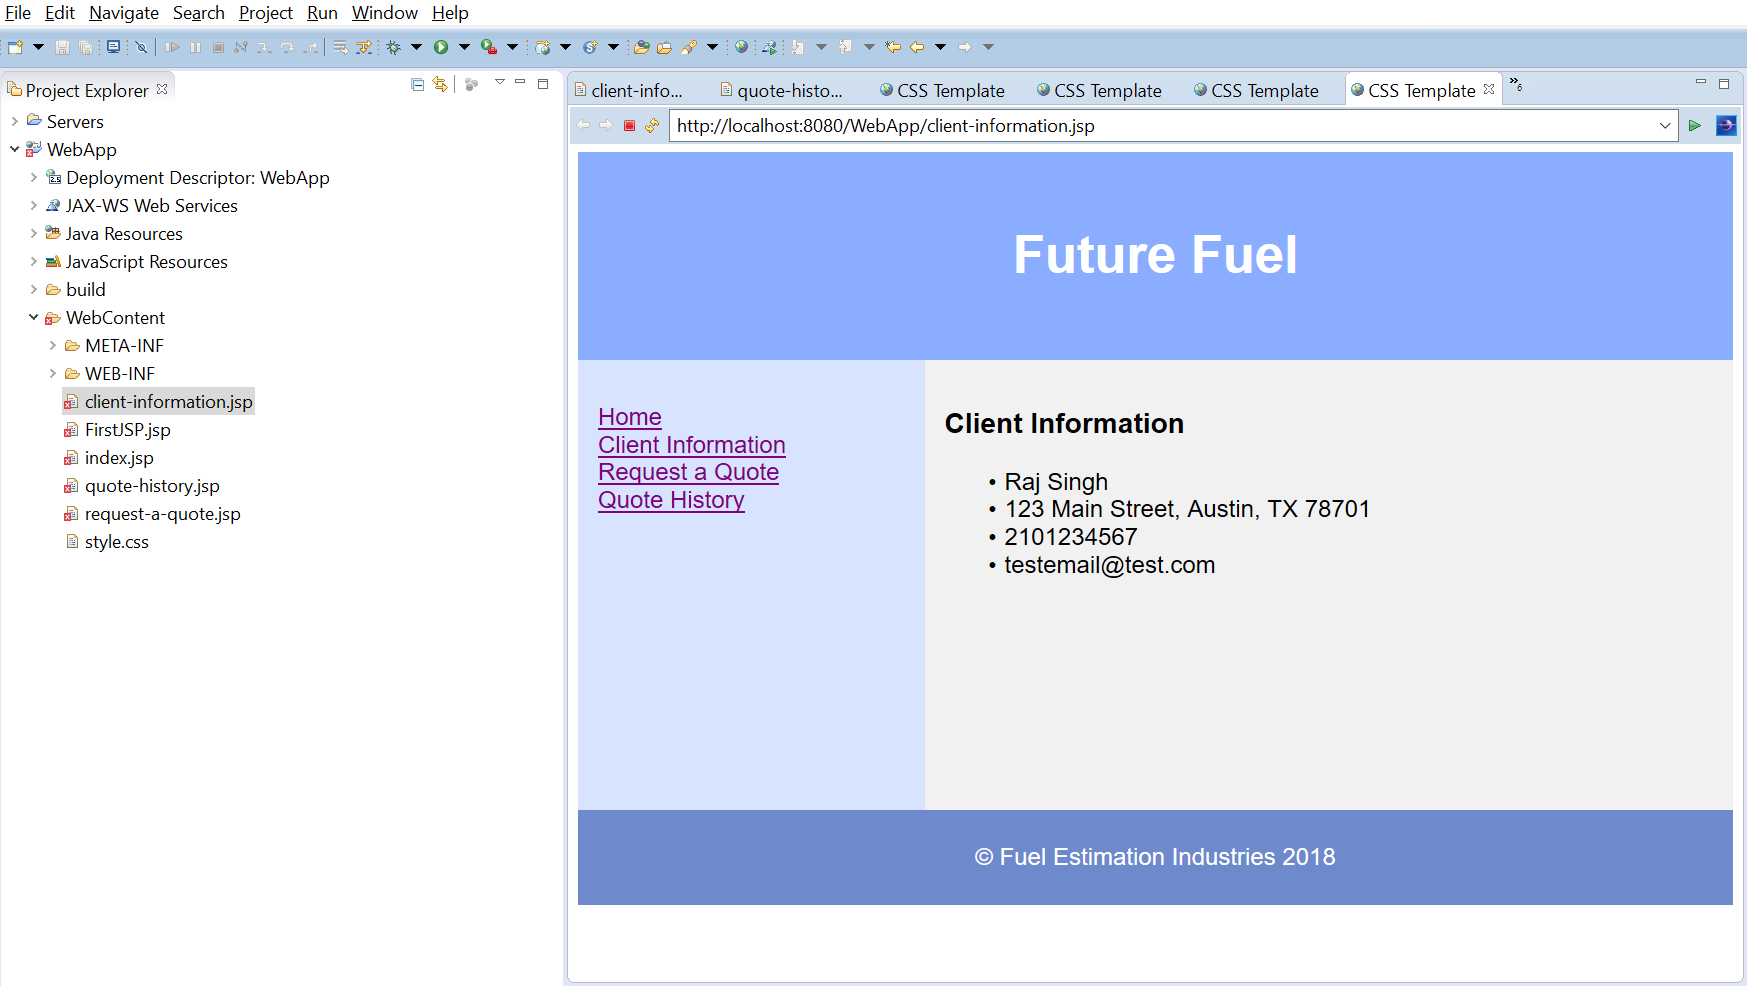 File Edit Navigate Search Project Run Window Help
Project Explorer
Servers
WebApp
Deployment Descriptor: WebApp
JAX-WS Web Services
Java Resources
JavaScript Resources
build
WebContent
META-INF
WEB-INF
client-information.jsp
FirstJSP.jsp
index.jsp
quote-history.jsp
request-a-quote.jsp
style.css
client-info... quote-histo... CSS Template CSS Template CSS Template CSS Template »6
http://localhost:8080/WebApp/client-information.jsp
Future Fuel
Home
Client Information
Request a Quote
Quote History
Client Information
• Raj Singh
• 123 Main Street, Austin, TX 78701
• 2101234567
• testemail@test.com
© Fuel Estimation Industries 2018